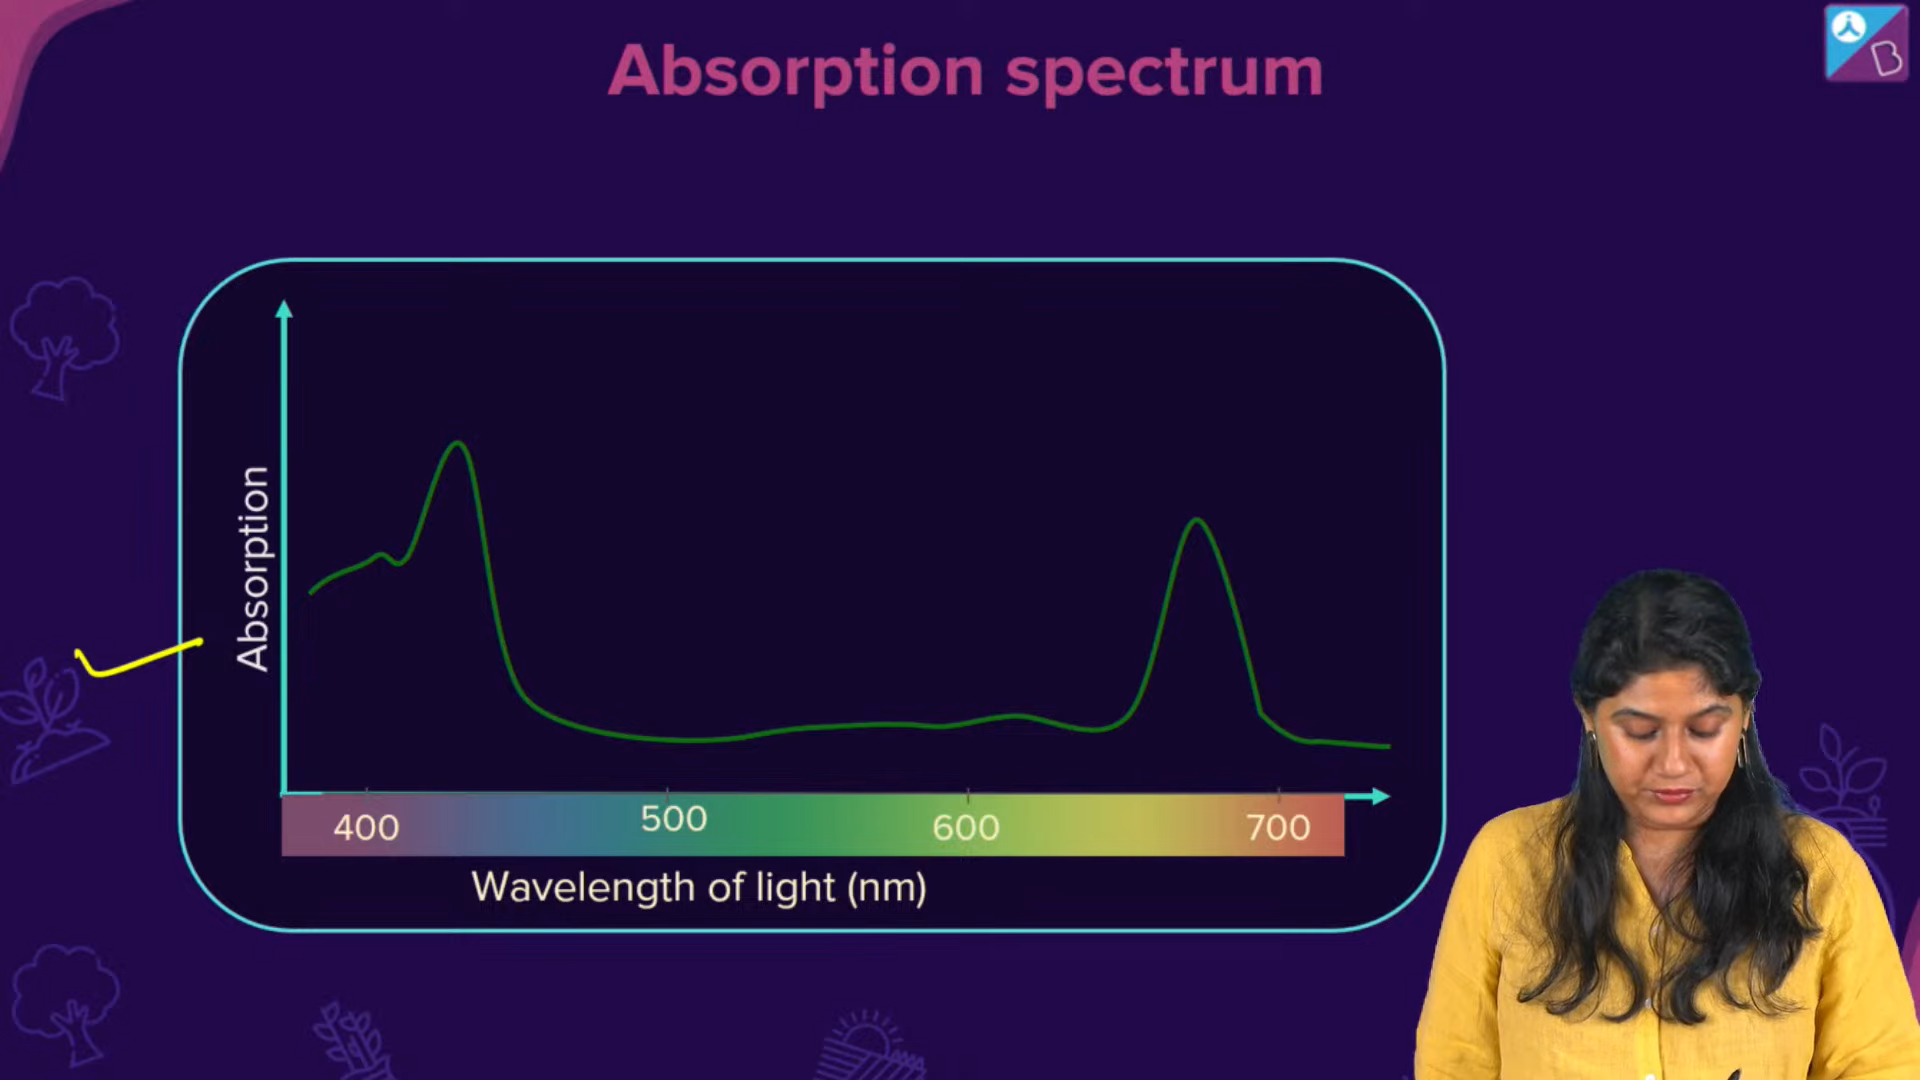 Absorption spectrum
B
Absorption
400 500 600 700
Wavelength of light (nm)